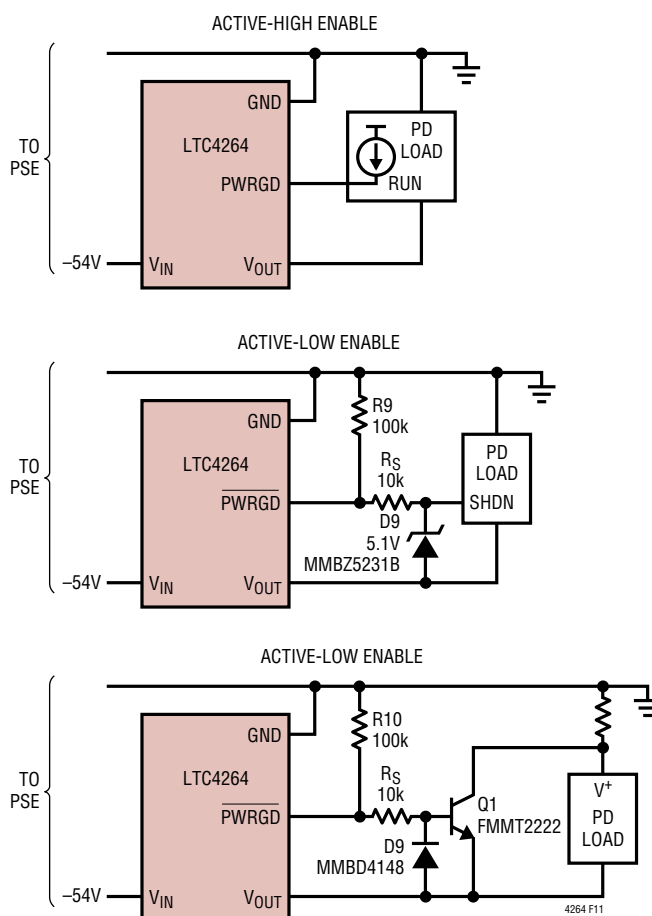 ACTIVE-HIGH ENABLE
GND
LTC4264
TO
PSE
PWRGD
PD
LOAD
RUN
–54V
VIN
VOUT
ACTIVE-LOW ENABLE
R9
100k
GND
LTC4264
TO
PSE
RS
10k
PD
LOAD
PWRGD
SHDN
D9
5.1V
MMBZ5231B
–54V
VIN
VOUT
ACTIVE-LOW ENABLE
R10
100k
GND
LTC4264
TO
PSE
RS
10k
V+
PD
LOAD
PWRGD
Q1
FMMT2222
D9
MMBD4148
–54V
VIN
VOUT
4264 F11